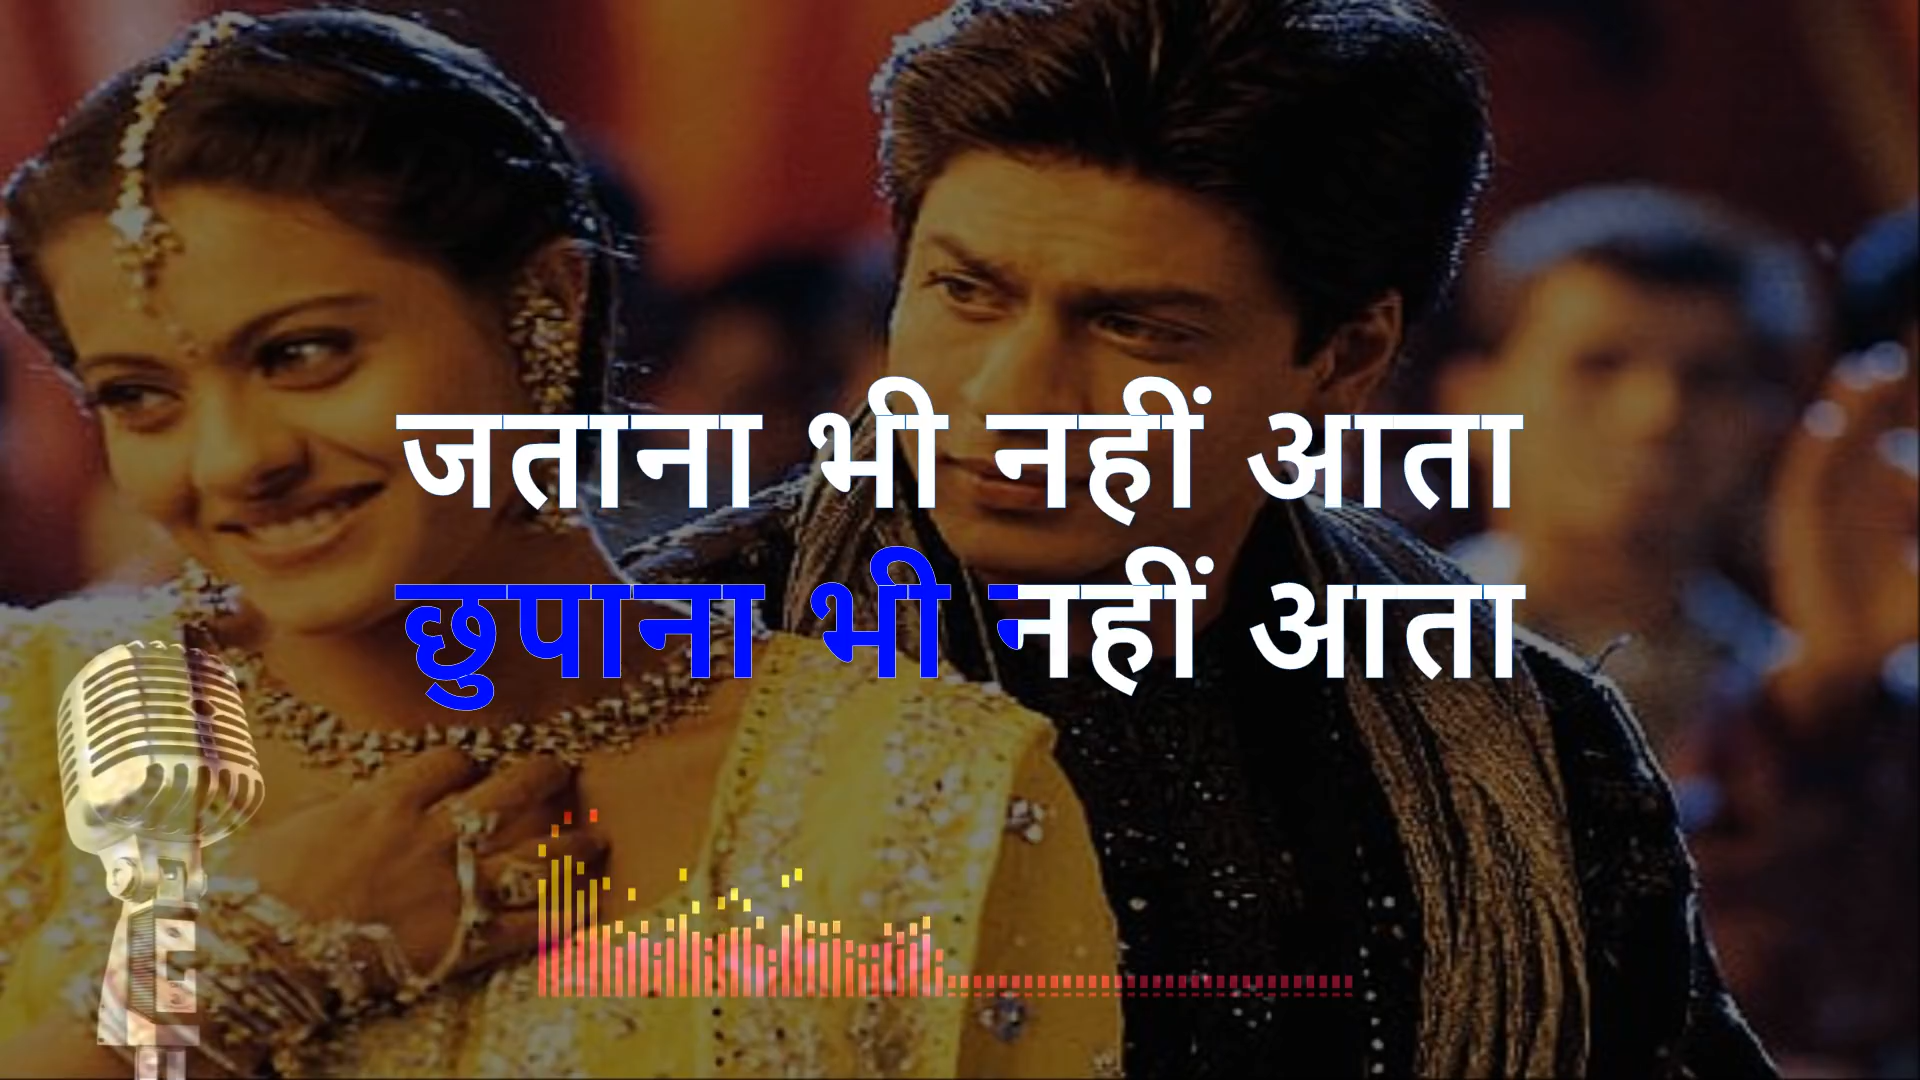 जताना भी नहीं आता
छुपाना भी नहीं आता